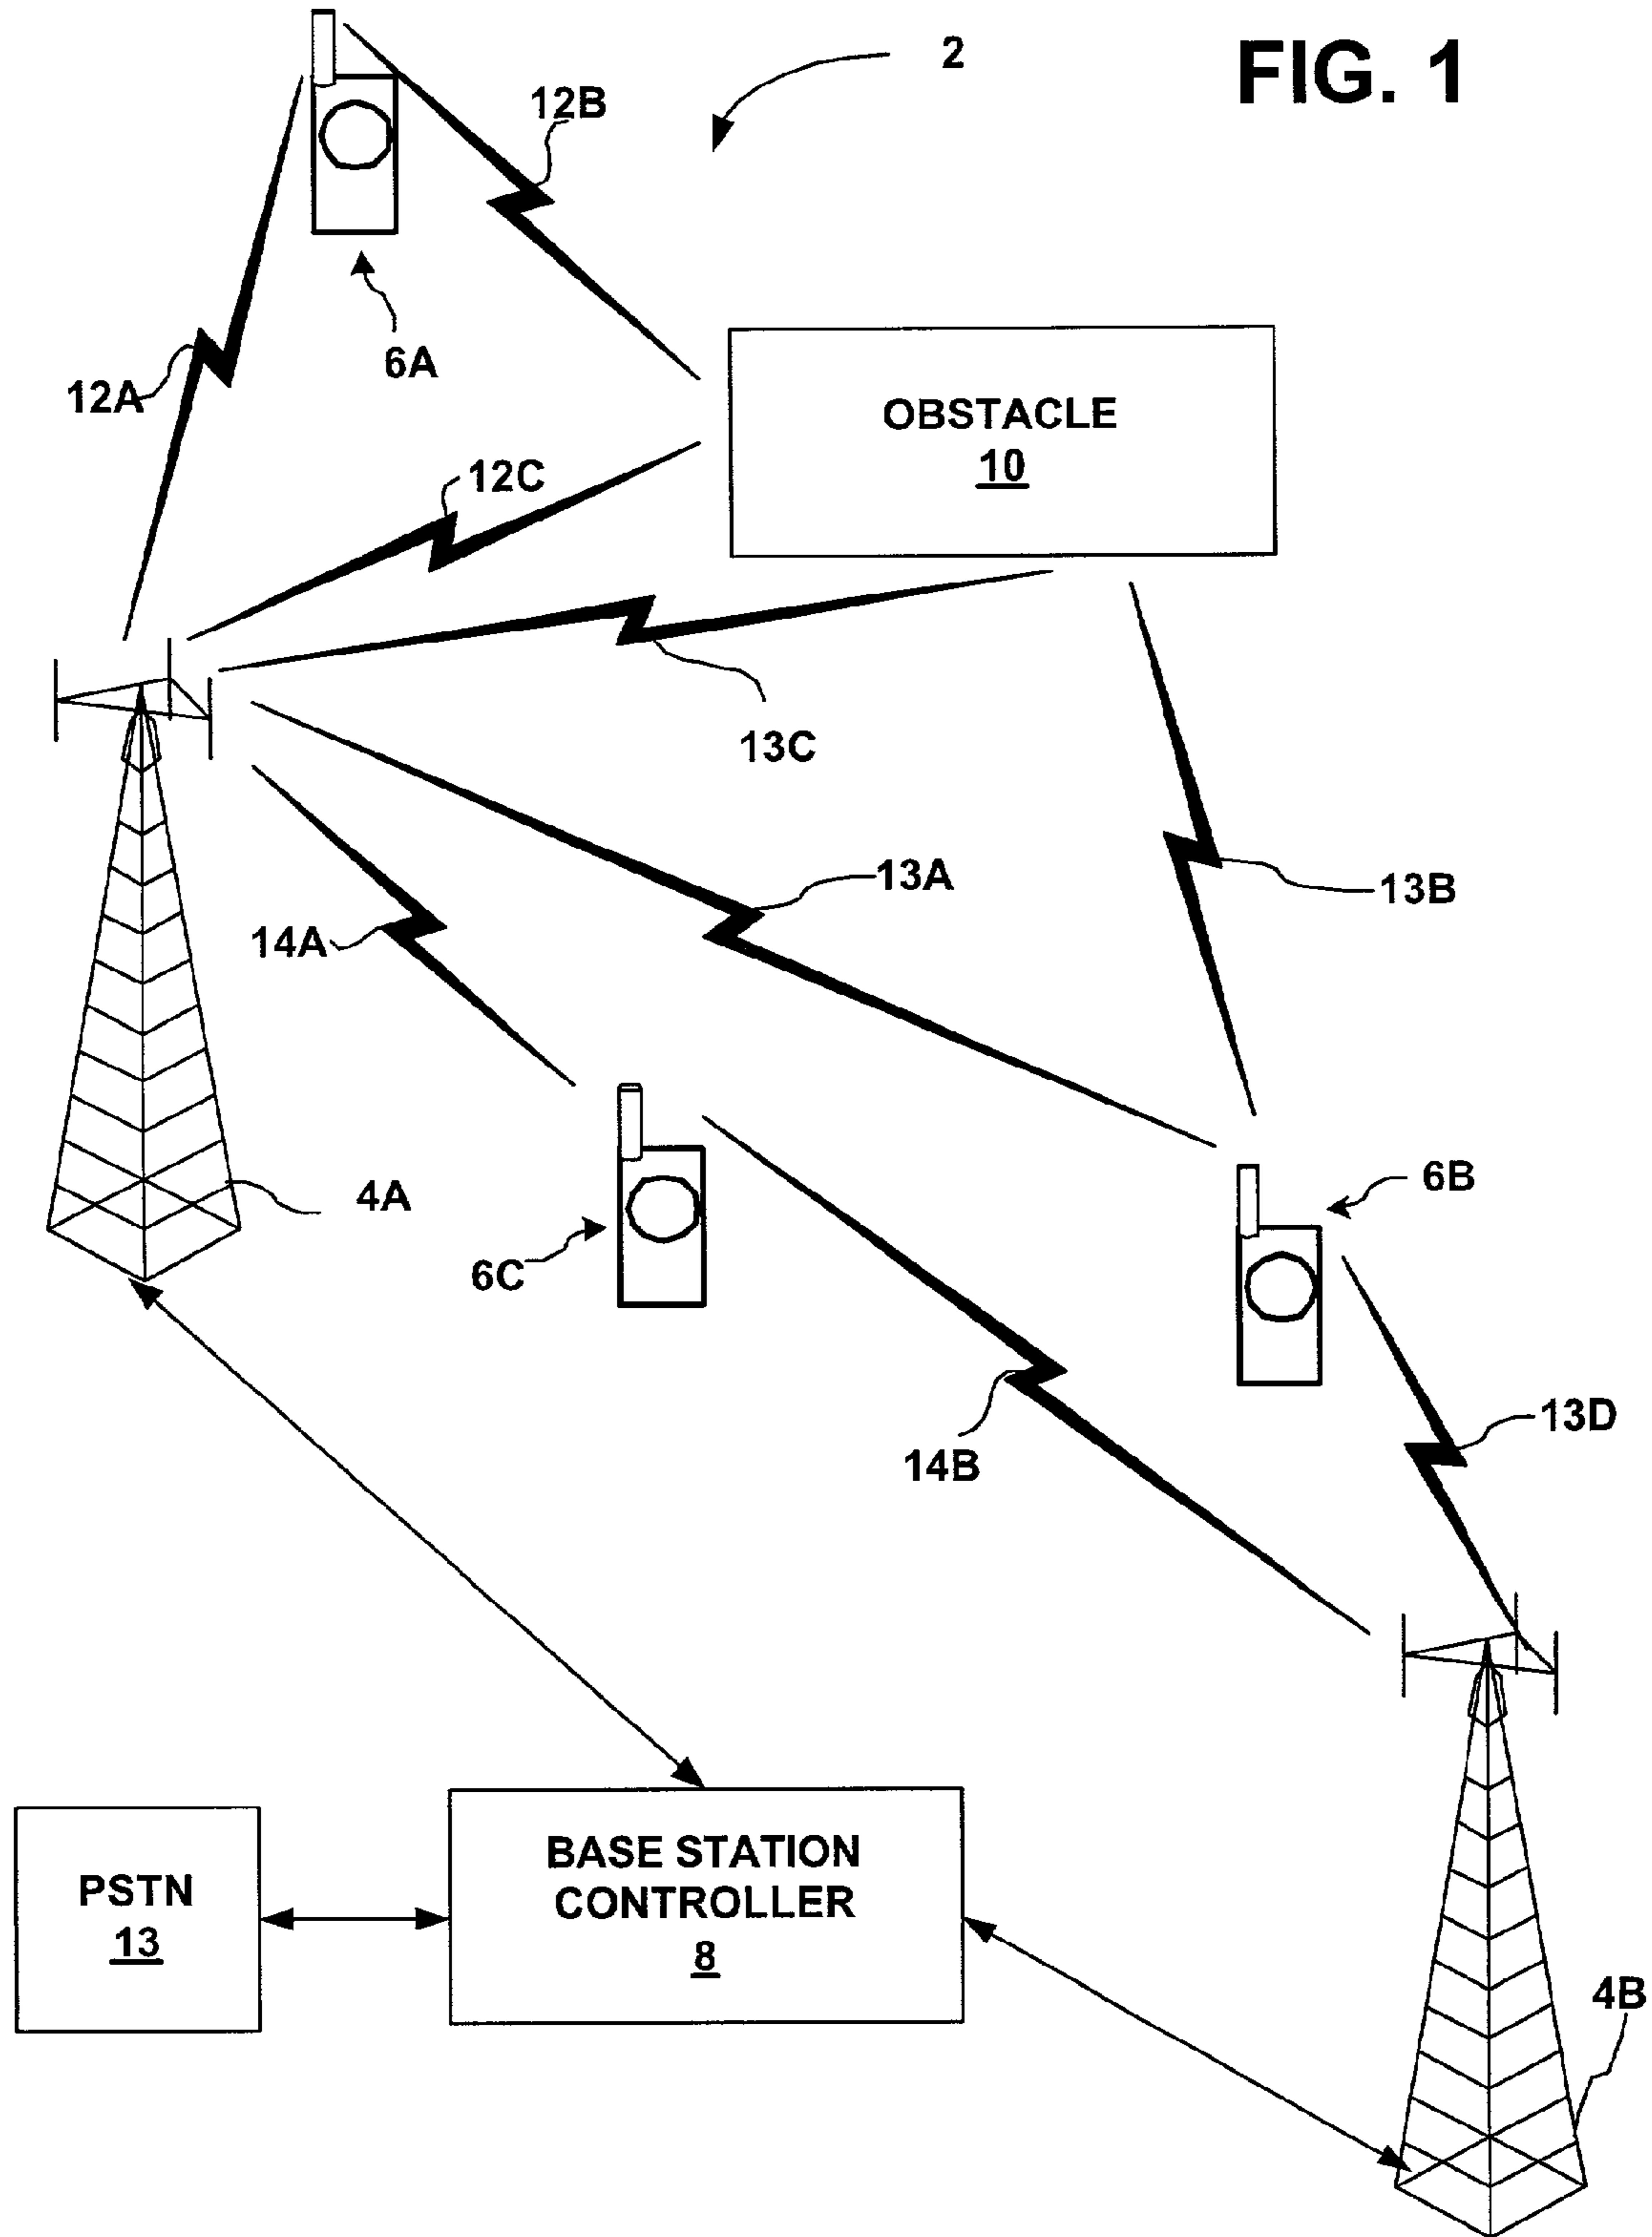 FIG. 1
2
12B
6A
12A
OBSTACLE
10
12C
13C
13A
13B
14A
6B
4A
6C
13D
14B
BASE STATION
CONTROLLER
8
PSTN
13
4B